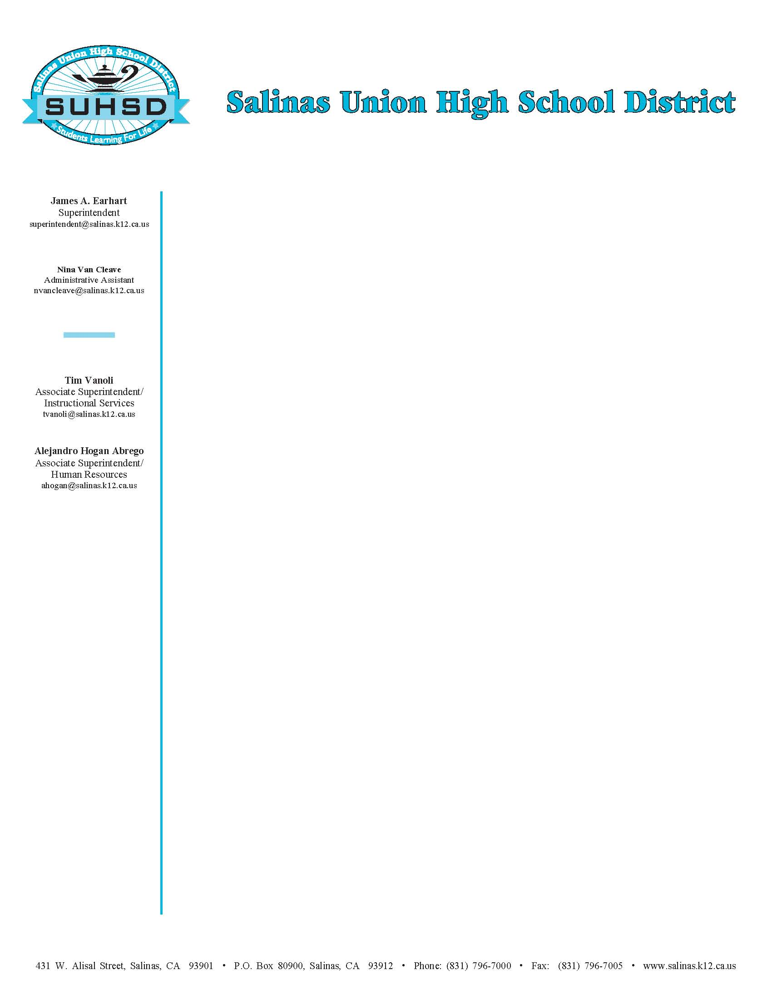 Salinas Union High School District
SUHSD
Students Learning For Life
Salinas Union High School District
James A. Earhart
Superintendent
superintendent@salinas.k12.ca.us
Nina Van Cleave
Administrative Assistant
nvancleave@salinas.k12.ca.us
Tim Vanoli
Associate Superintendent/
Instructional Services
tvanoli@salinas.k12.ca.us
Alejandro Hogan Abrego
Associate Superintendent/
Human Resources
ahogan@salinas.k12.ca.us
431 W. Alisal Street, Salinas, CA 93901 • P.O. Box 80900, Salinas, CA 93912 • Phone: (831) 796-7000 • Fax: (831) 796-7005 • www.salinas.k12.ca.us